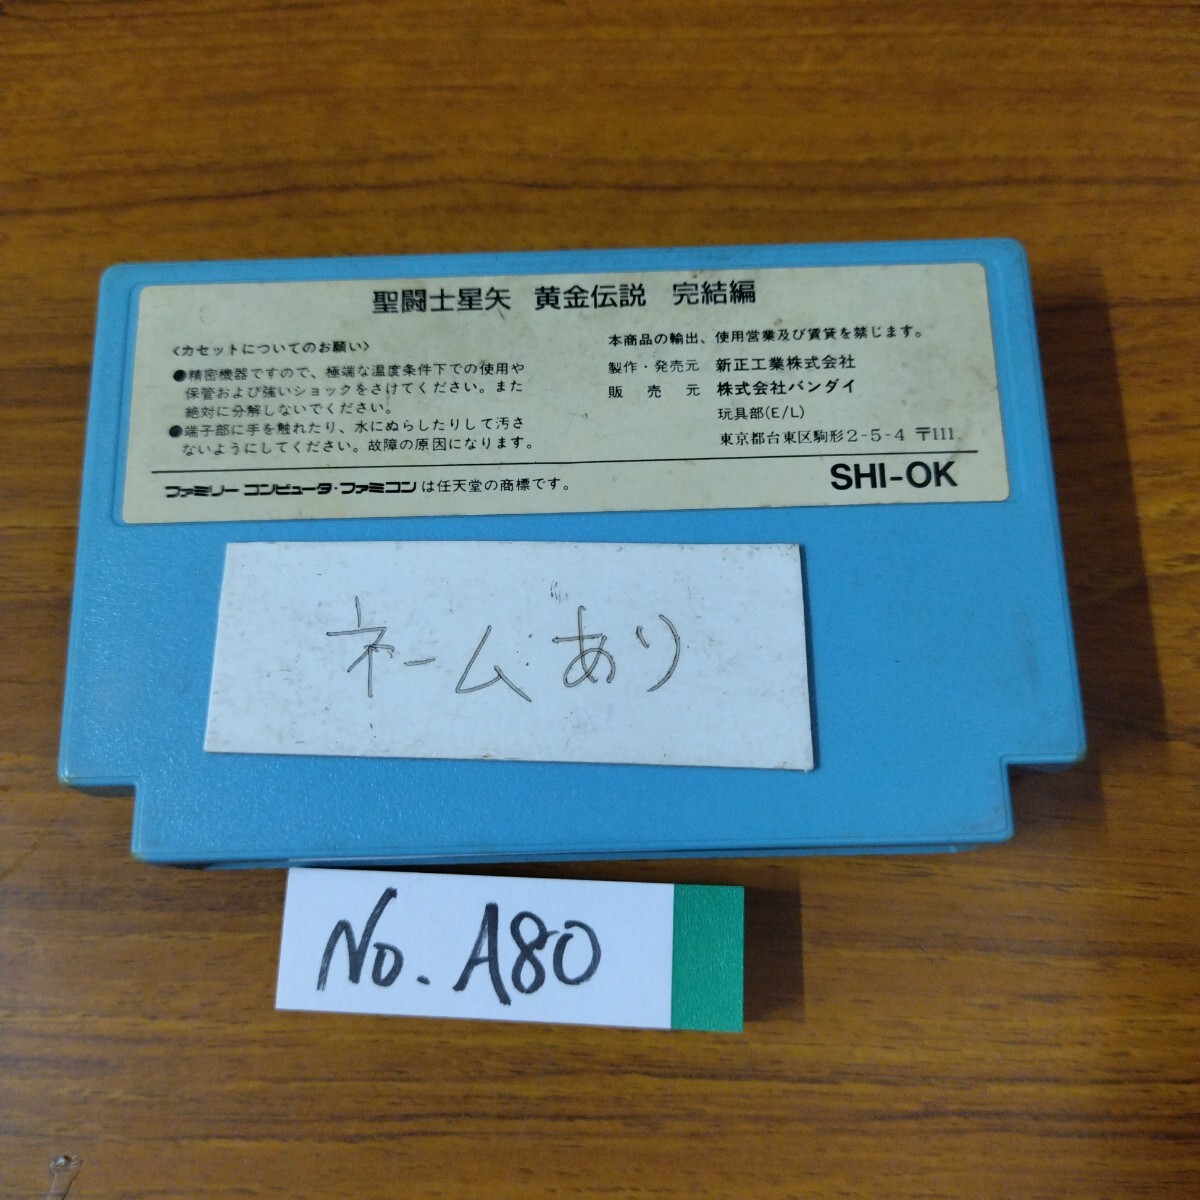 聖闘士星矢 黄金伝説 完結編
〈カセットについてのお願い〉
●精密機器ですので、極端な温度条件下での使用や
保管および強いショックをさけてください。また
絶対に分解しないでください。
●端子部に手を触れたり、水にぬらしたりして汚さ
ないようにしてください。故障の原因になります。
本商品の輸出、使用営業及び賃貸を禁じます。
製作・発売元 新正工業株式会社
販売元 株式会社バンダイ
玩具部(E/L)
東京都台東区駒形2-5-4 〒111
ファミリーコンピュータ・ファミコンは任天堂の商標です。
SHI-OK
ネームあり
No. A80